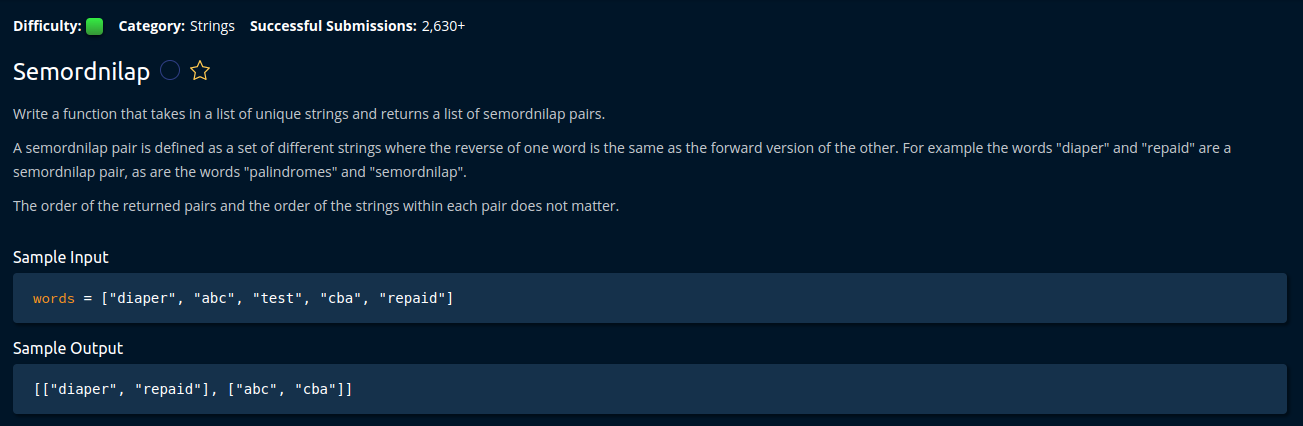 Difficulty: Category: Strings Successful Submissions: 2,630+
Semordnilap
Write a function that takes in a list of unique strings and returns a list of semordnilap pairs.
A semordnilap pair is defined as a set of different strings where the reverse of one word is the same as the forward version of the other. For example the words "diaper" and "repaid" are a
semordnilap pair, as are the words "palindromes" and "semordnilap".
The order of the returned pairs and the order of the strings within each pair does not matter.
Sample Input
words = ["diaper", "abc", "test", "cba", "repaid"]
Sample Output
[["diaper", "repaid"], ["abc", "cba"]]